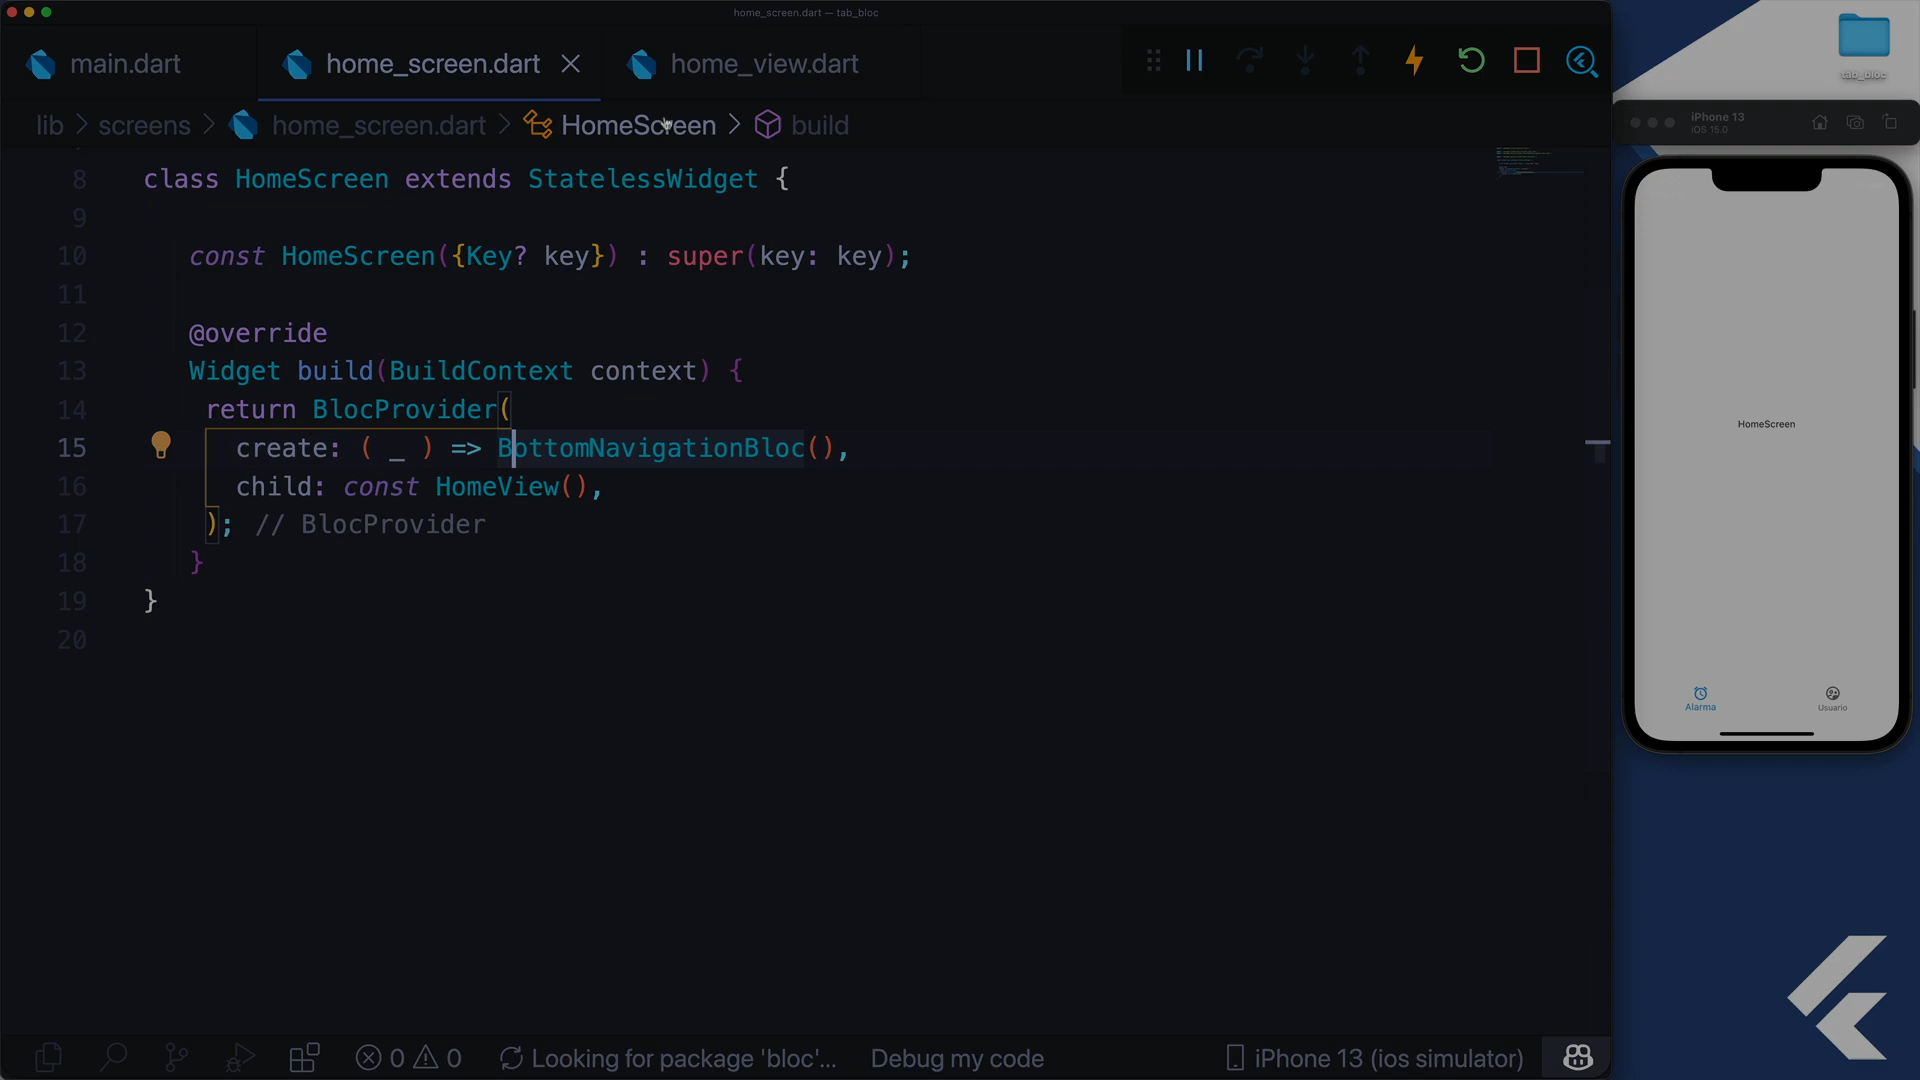 home_screen.dart — tab_bloc
main.dart
home_screen.dart
home_view.dart
lib > screens > home_screen.dart > HomeScreen > build
8 class HomeScreen extends StatelessWidget {
9
10 const HomeScreen({Key? key}) : super(key: key);
11
12 @override
13 Widget build(BuildContext context) {
14 return BlocProvider(
15 create: ( _ ) => BottomNavigationBloc(),
16 child: const HomeView(),
17 ); // BlocProvider
18 }
19 }
20
0 0 Looking for package 'bloc'... Debug my code iPhone 13 (ios simulator)
tab_bloc
iPhone 13
iOS 15.0
HomeScreen
Alarma
Usuario